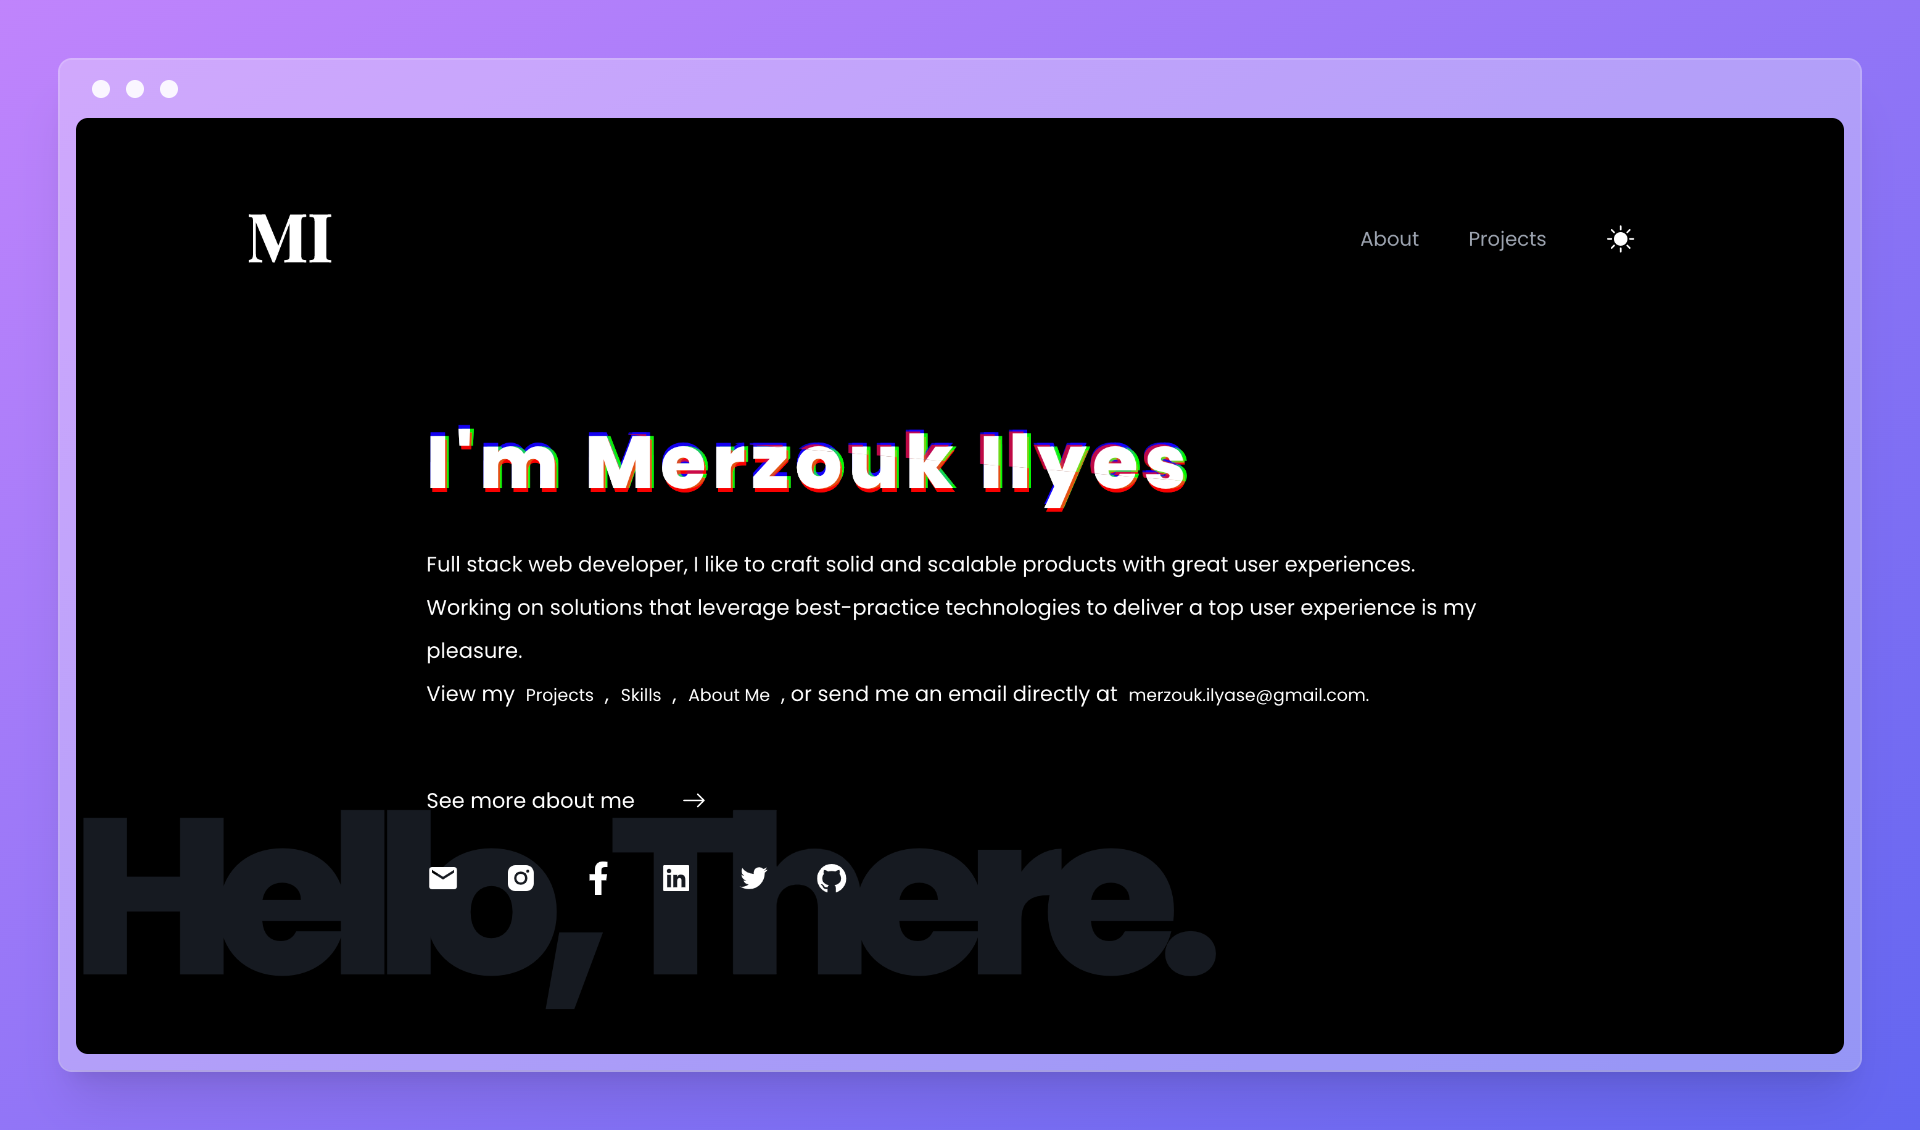 MI
About Projects
I'm Merzouk Ilyes
Full stack web developer, I like to craft solid and scalable products with great user experiences.
Working on solutions that leverage best-practice technologies to deliver a top user experience is my
pleasure.
View my Projects , Skills , About Me , or send me an email directly at merzouk.ilyase@gmail.com.
See more about me
Hello, There.